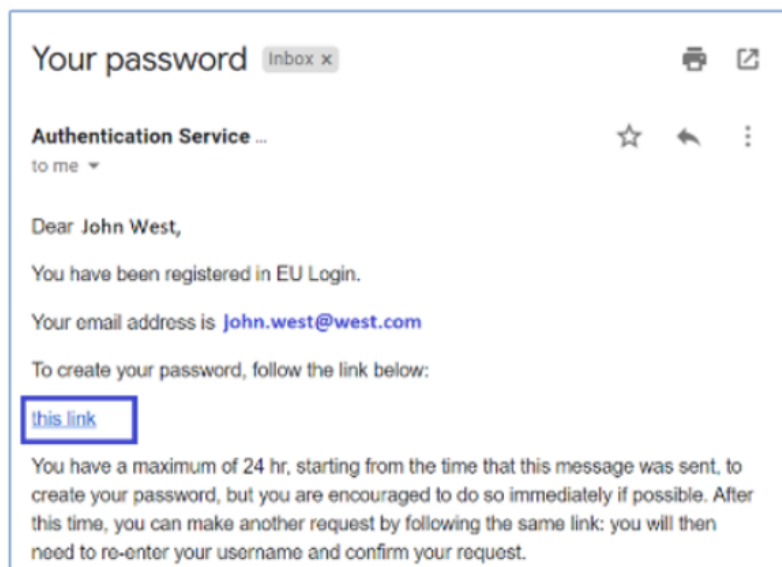 Your password Inbox x
Authentication Service ...
to me
Dear John West,
You have been registered in EU Login.
Your email address is john.west@west.com
To create your password, follow the link below:
this link
You have a maximum of 24 hr, starting from the time that this message was sent, to
create your password, but you are encouraged to do so immediately if possible. After
this time, you can make another request by following the same link: you will then
need to re-enter your username and confirm your request.